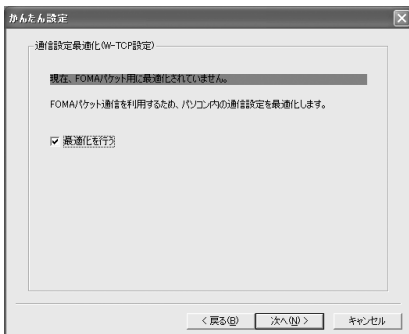 かんたん設定
通信設定最適化(W-TCP設定)
現在、FOMAパケット用に最適化されていません。
FOMAパケット通信を利用するため、パソコン内の通信設定を最適化します。
最適化を行う
< 戻る(B) 次へ(N) > キャンセル